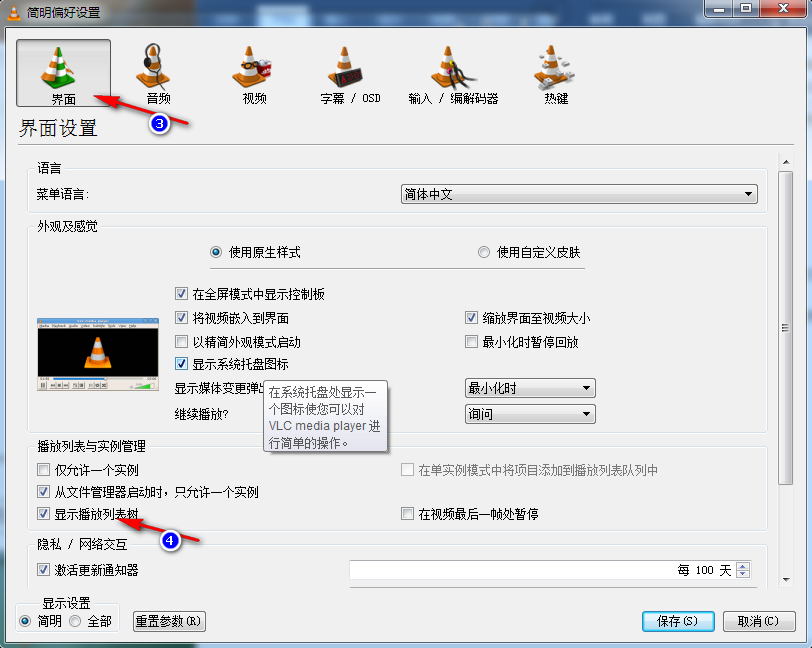 简明偏好设置
界面
音频
视频
字幕 / OSD
输入 / 编解码器
热键
3
界面设置
语言
菜单语言:
简体中文
外观及感觉
使用原生样式
使用自定义皮肤
在全屏模式中显示控制板
将视频嵌入到界面
缩放界面至视频大小
以精简外观模式启动
最小化时暂停回放
显示系统托盘图标
显示媒体变更弹出
最小化时
继续播放?
询问
在系统托盘处显示一
个图标使您可以对
VLC media player 进
行简单的操作。
播放列表与实例管理
仅允许一个实例
在单实例模式中将项目添加到播放列表队列中
从文件管理器启动时，只允许一个实例
显示播放列表树
在视频最后一帧处暂停
4
隐私 / 网络交互
激活更新通知器
每 100 天
显示设置
简明
全部
重置参数(R)
保存(S)
取消(C)